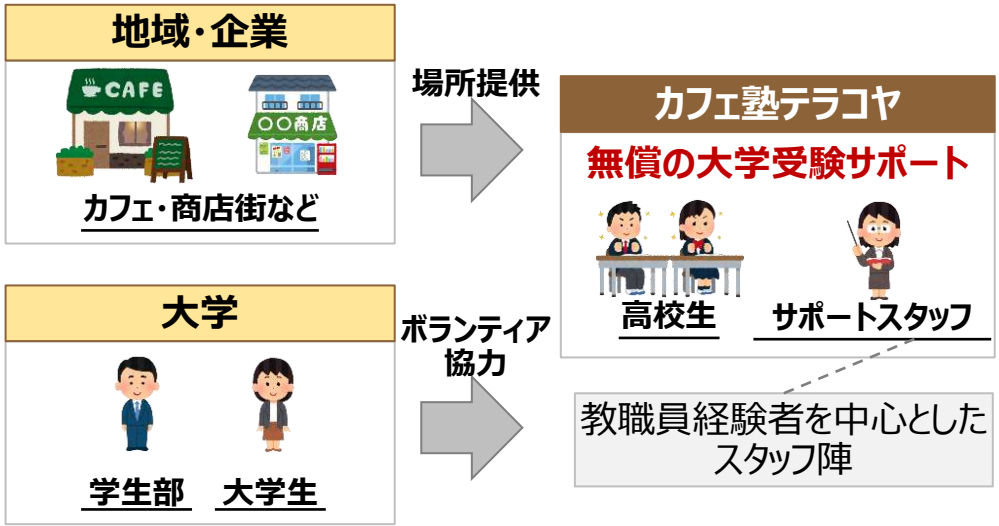 地域・企業
CAFE
〇〇商店
カフェ・商店街など
場所提供
大学
学生部
大学生
ボランティア
協力
カフェ塾テラコヤ
無償の大学受験サポート
高校生
サポートスタッフ
教職員経験者を中心とした
スタッフ陣